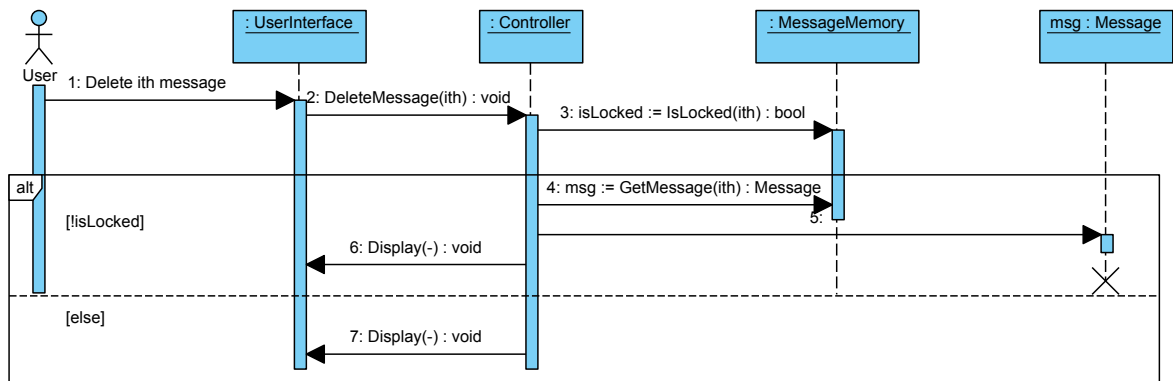 : UserInterface
: Controller
: MessageMemory
msg : Message
User
1: Delete ith message
2: DeleteMessage(ith) : void
3: isLocked := IsLocked(ith) : bool
alt
4: msg := GetMessage(ith) : Message
[!isLocked]
5:
6: Display(-) : void
[else]
7: Display(-) : void